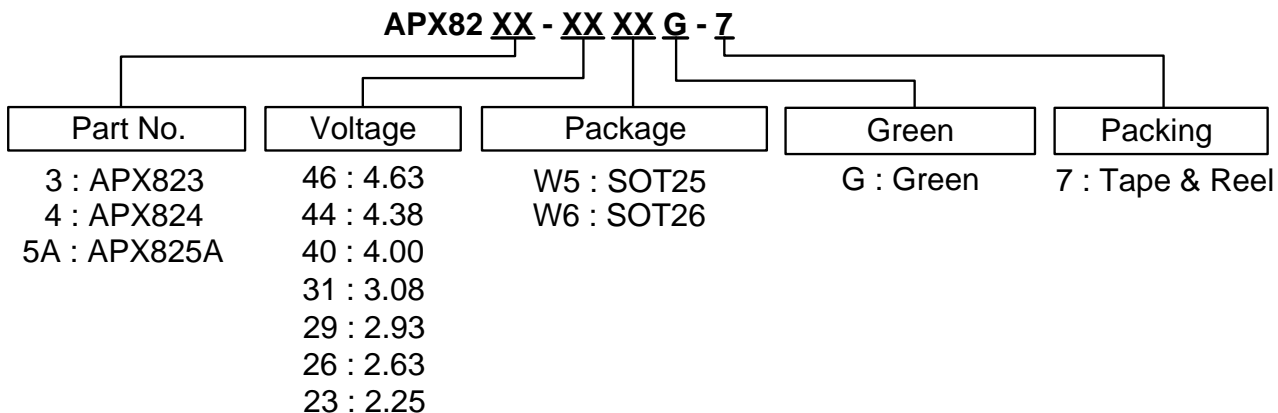 APX82 XX - XX XX G - 7
Part No.
3 : APX823
4 : APX824
5A : APX825A
Voltage
46 : 4.63
44 : 4.38
40 : 4.00
31 : 3.08
29 : 2.93
26 : 2.63
23 : 2.25
Package
W5 : SOT25
W6 : SOT26
Green
G : Green
Packing
7 : Tape & Reel